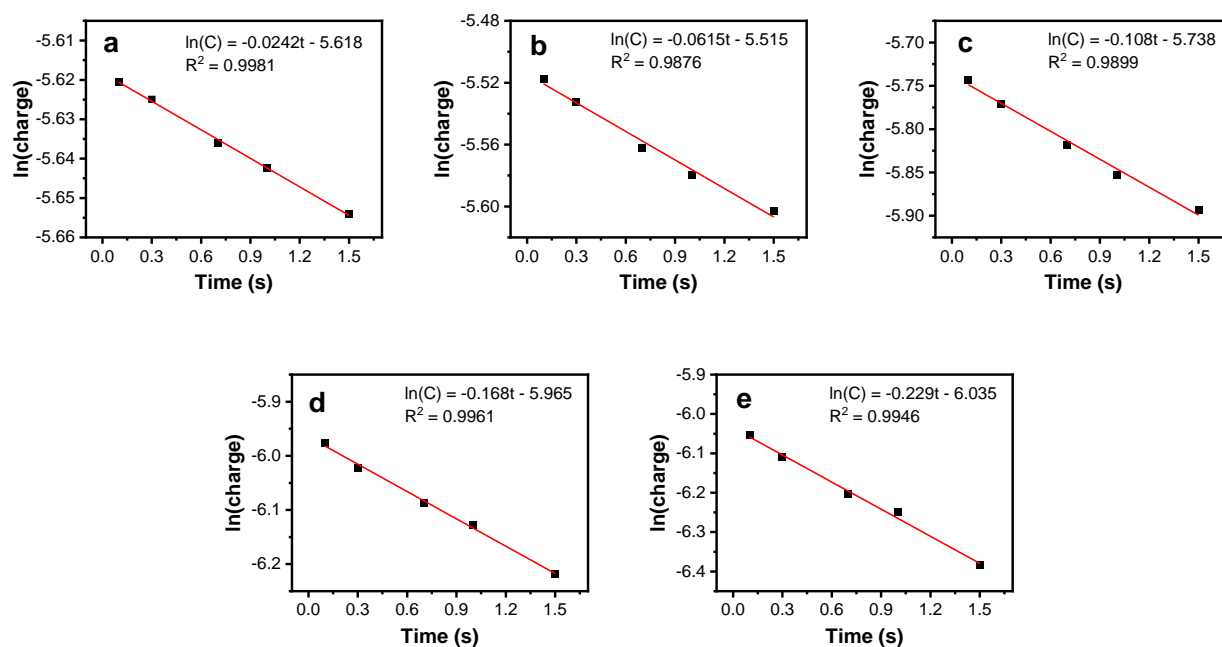 a
ln(C) = -0.0242t - 5.618
R² = 0.9981
-5.61
-5.62
-5.63
-5.64
-5.65
-5.66
ln(charge)
0.0 0.3 0.6 0.9 1.2 1.5
Time (s)
b
ln(C) = -0.0615t - 5.515
R² = 0.9876
-5.48
-5.52
-5.56
-5.60
ln(charge)
0.0 0.3 0.6 0.9 1.2 1.5
Time (s)
c
ln(C) = -0.108t - 5.738
R² = 0.9899
-5.70
-5.75
-5.80
-5.85
-5.90
ln(charge)
0.0 0.3 0.6 0.9 1.2 1.5
Time (s)
d
ln(C) = -0.168t - 5.965
R² = 0.9961
-5.9
-6.0
-6.1
-6.2
ln(charge)
0.0 0.3 0.6 0.9 1.2 1.5
Time (s)
e
ln(C) = -0.229t - 6.035
R² = 0.9946
-5.9
-6.0
-6.1
-6.2
-6.3
-6.4
ln(charge)
0.0 0.3 0.6 0.9 1.2 1.5
Time (s)